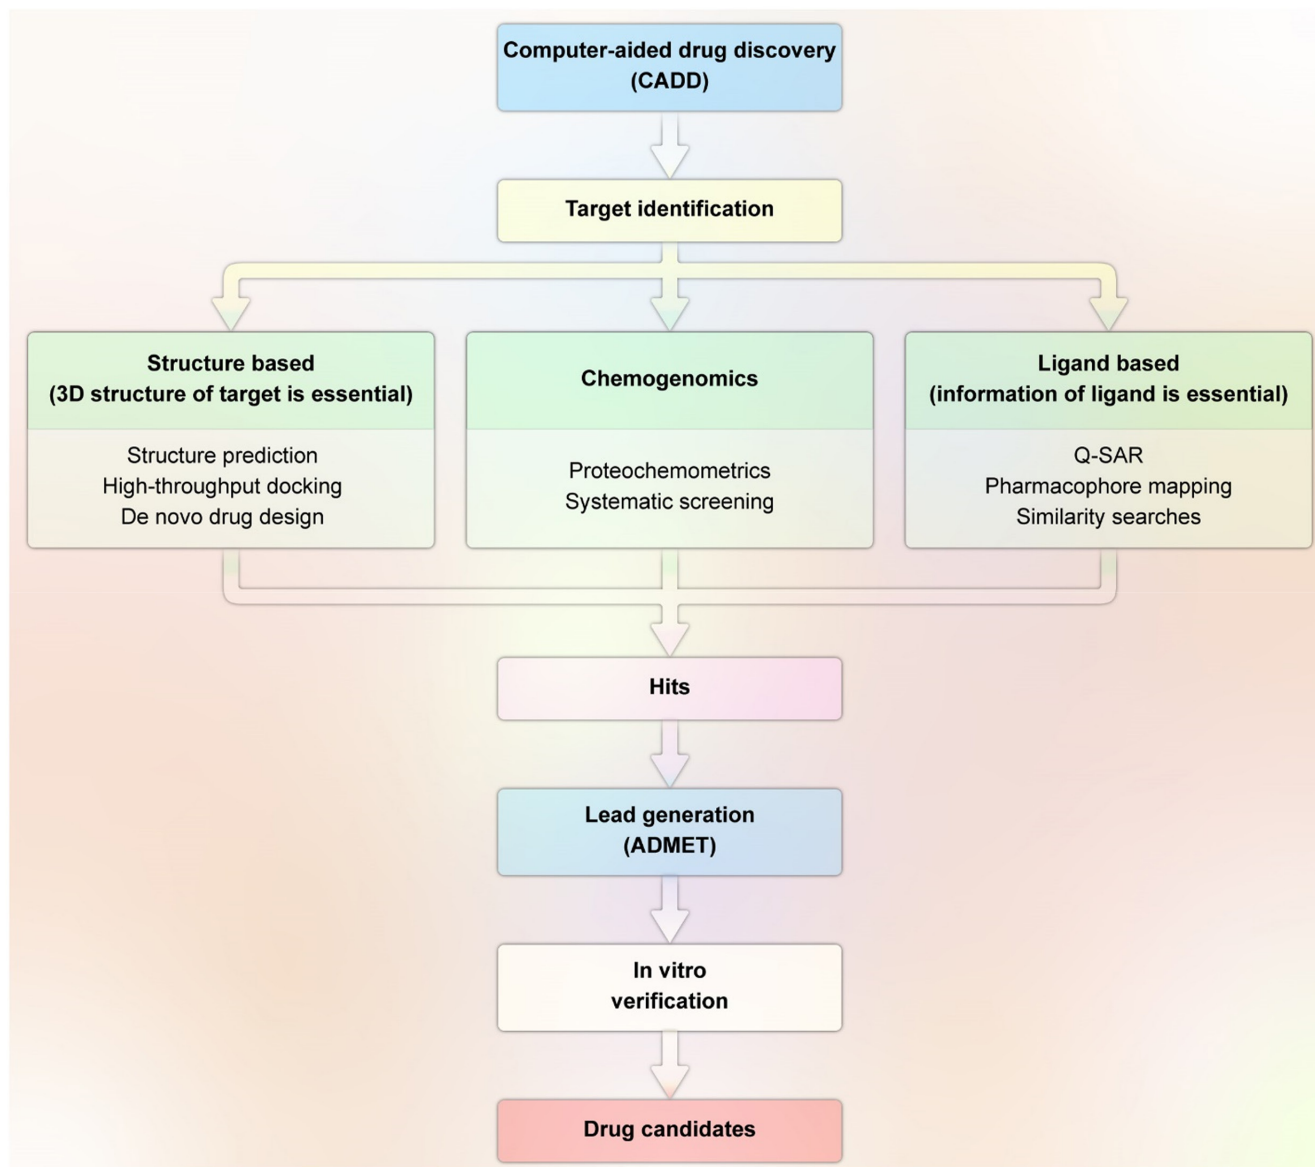 Computer-aided drug discovery
(CADD)
Target identification
Structure based
(3D structure of target is essential)
Structure prediction
High-throughput docking
De novo drug design
Chemogenomics
Proteochemometrics
Systematic screening
Ligand based
(information of ligand is essential)
Q-SAR
Pharmacophore mapping
Similarity searches
Hits
Lead generation
(ADMET)
In vitro
verification
Drug candidates